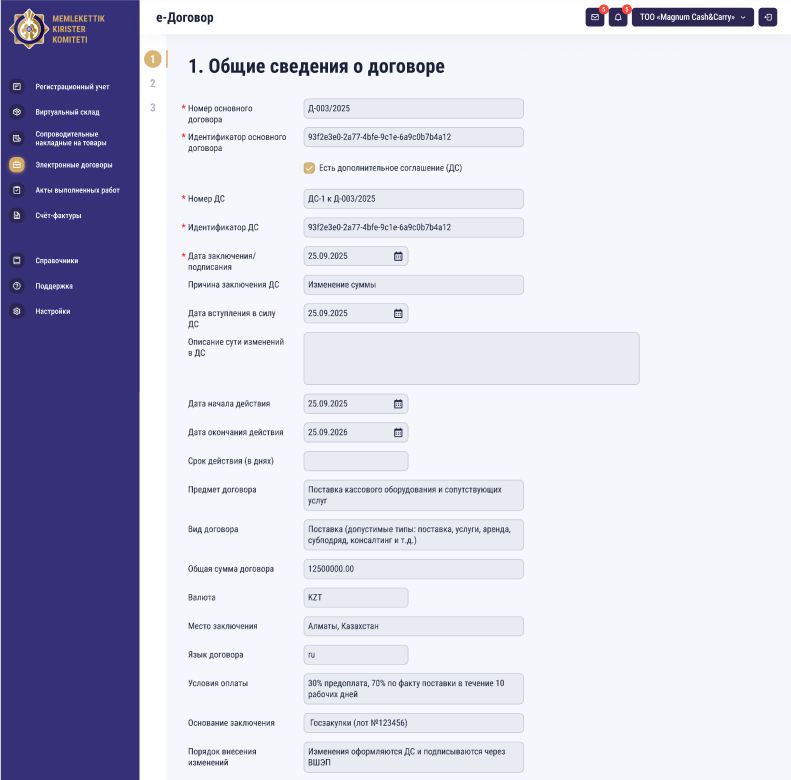 MEMLEKETTIK
KIRISTER
KOMITETI
е-Договор
5
5
ТОО «Magnum Cash&Carry»
Регистрационный учет
Виртуальный склад
Сопроводительные
накладные на товары
Электронные договоры
Акты выполненных работ
Счёт-фактуры
Справочники
Поддержка
Настройки
1
2
3
1. Общие сведения о договоре
* Номер основного
договора
Д-003/2025
* Идентификатор основного
договора
93f2e3e0-2a77-4bfe-9c1e-6a9c0b7b4a12
Есть дополнительное соглашение (ДС)
* Номер ДС
ДС-1 к Д-003/2025
* Идентификатор ДС
93f2e3e0-2a77-4bfe-9c1e-6a9c0b7b4a12
* Дата заключения/
подписания
25.09.2025
Причина заключения ДС
Изменение суммы
Дата вступления в силу
ДС
25.09.2025
Описание сути изменений
в ДС
Дата начала действия
25.09.2025
Дата окончания действия
25.09.2026
Срок действия (в днях)
Предмет договора
Поставка кассового оборудования и сопутствующих
услуг
Вид договора
Поставка (допустимые типы: поставка, услуги, аренда,
субподряд, консалтинг и т.д.)
Общая сумма договора
12500000.00
Валюта
KZT
Место заключения
Алматы, Казахстан
Язык договора
ru
Условия оплаты
30% предоплата, 70% по факту поставки в течение 10
рабочих дней
Основание заключения
Госзакупки (лот №123456)
Порядок внесения
изменений
Изменения оформляются ДС и подписываются через
ВШЭП